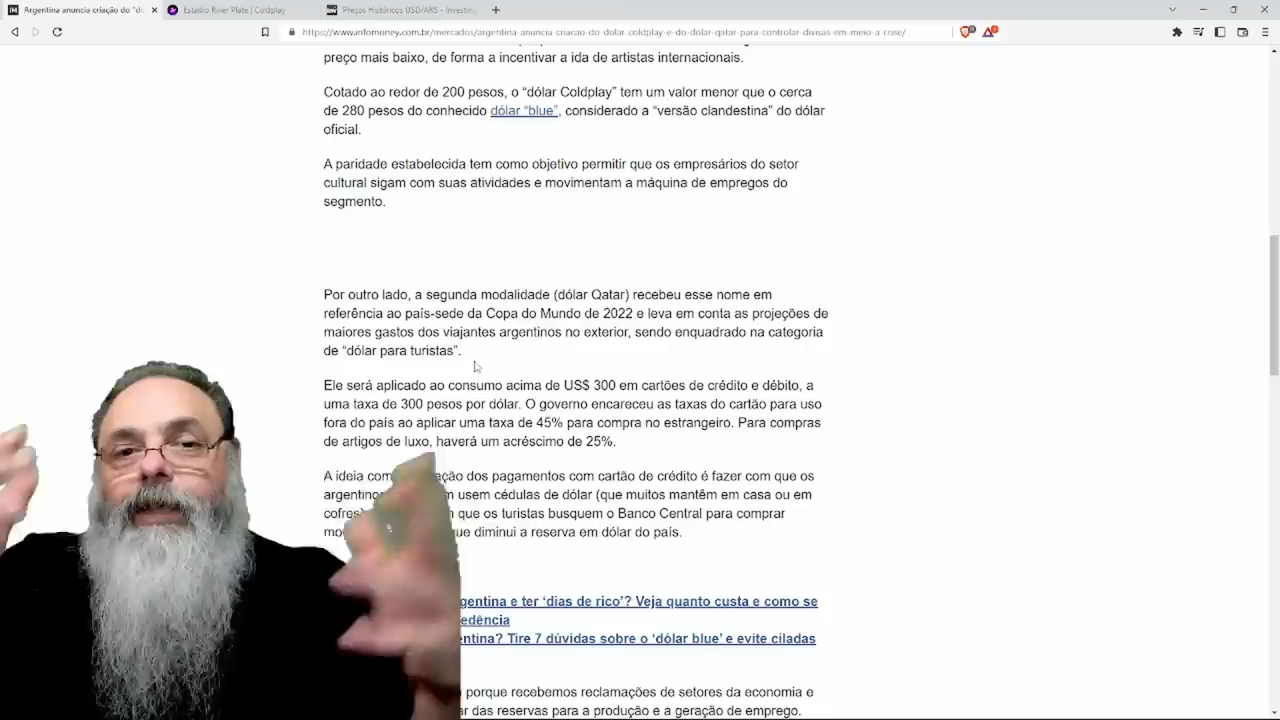 Argentina anuncia criação do "dó
Estadio River Plate | Coldplay
Preços Históricos USD/ARS - Investing
https://www.infomoney.com.br/mercados/argentina-anuncia-criacao-do-dolar-coldplay-e-do-dolar-qatar-para-controlar-divisas-em-meio-a-crise/
preço mais baixo, de forma a incentivar a ida de artistas internacionais.
Cotado ao redor de 200 pesos, o “dólar Coldplay” tem um valor menor que o cerca
de 280 pesos do conhecido dólar “blue”, considerado a “versão clandestina” do dólar
oficial.
A paridade estabelecida tem como objetivo permitir que os empresários do setor
cultural sigam com suas atividades e movimentam a máquina de empregos do
segmento.
Por outro lado, a segunda modalidade (dólar Qatar) recebeu esse nome em
referência ao país-sede da Copa do Mundo de 2022 e leva em conta as projeções de
maiores gastos dos viajantes argentinos no exterior, sendo enquadrado na categoria
de “dólar para turistas”.
Ele será aplicado ao consumo acima de US$ 300 em cartões de crédito e débito, a
uma taxa de 300 pesos por dólar. O governo encareceu as taxas do cartão para uso
fora do país ao aplicar uma taxa de 45% para compra no estrangeiro. Para compras
de artigos de luxo, haverá um acréscimo de 25%.
A ideia com ação dos pagamentos com cartão de crédito é fazer com que os
argentino m usem cédulas de dólar (que muitos mantêm em casa ou em
cofres) que os turistas busquem o Banco Central para comprar
que diminui a reserva em dólar do país.
gentina e ter ‘dias de rico’? Veja quanto custa e como se
edência
entina? Tire 7 dúvidas sobre o ‘dólar blue’ e evite ciladas
porque recebemos reclamações de setores da economia e
ar das reservas para a produção e a geração de emprego.